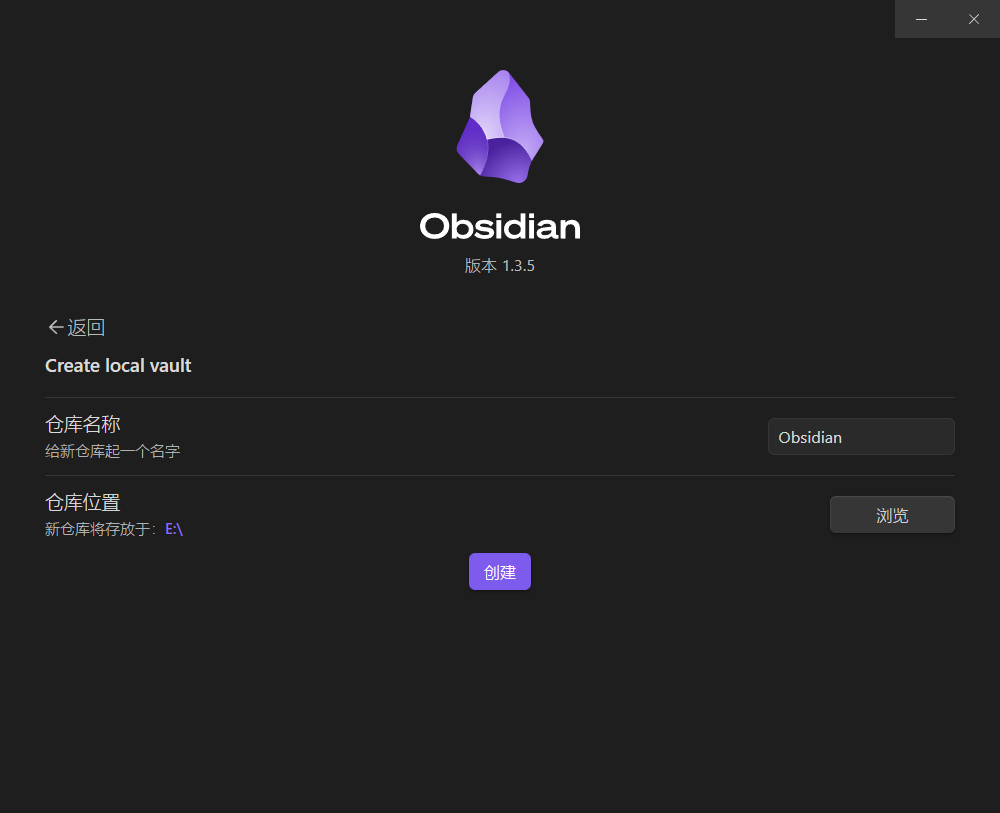 Obsidian
版本 1.3.5
返回
Create local vault
仓库名称
给新仓库起一个名字
Obsidian
仓库位置
新仓库将存放于： E:\
浏览
创建